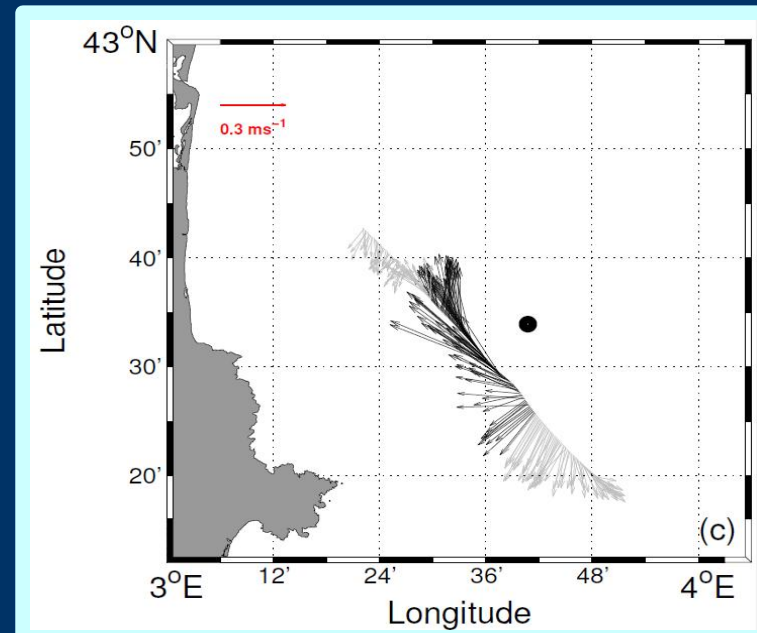 43°N
0.3 ms⁻¹
50'
40'
30'
20'
Latitude
(c)
3°E
12'
24'
36'
48'
4°E
Longitude